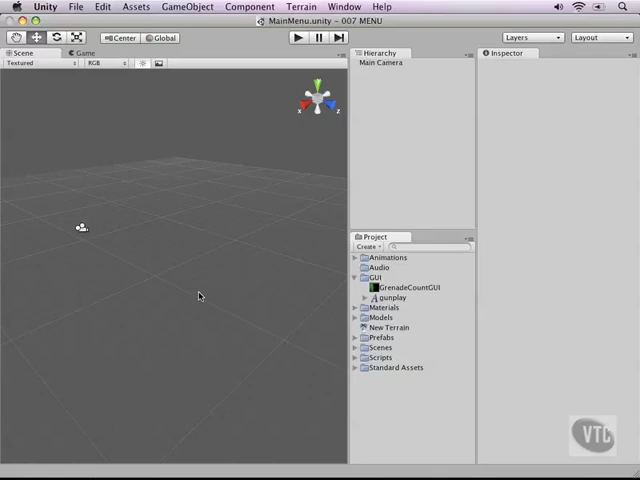 Unity File Edit Assets GameObject Component Terrain Window Help
MainMenu.unity - 007 MENU
Center Global Layers Layout
Scene Game Hierarchy Inspector
Textured RGB Main Camera
x z
Project
Create
Animations
Audio
GUI
GrenadeCountGUI
gunplay
Materials
Models
New Terrain
Prefabs
Scenes
Scripts
Standard Assets
VTC